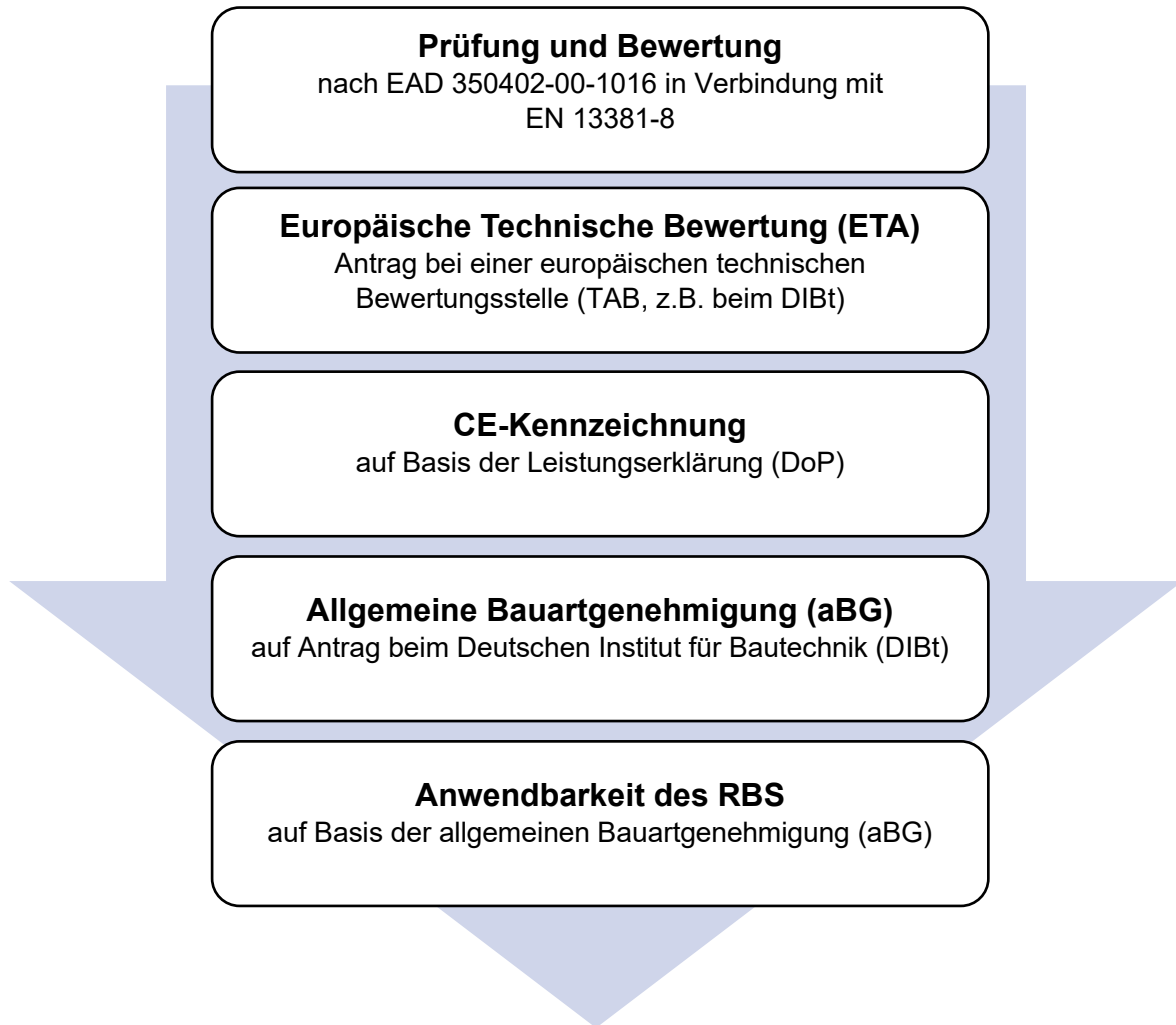 Prüfung und Bewertung
nach EAD 350402-00-1016 in Verbindung mit
EN 13381-8
Europäische Technische Bewertung (ETA)
Antrag bei einer europäischen technischen
Bewertungsstelle (TAB, z.B. beim DIBt)
CE-Kennzeichnung
auf Basis der Leistungserklärung (DoP)
Allgemeine Bauartgenehmigung (aBG)
auf Antrag beim Deutschen Institut für Bautechnik (DIBt)
Anwendbarkeit des RBS
auf Basis der allgemeinen Bauartgenehmigung (aBG)